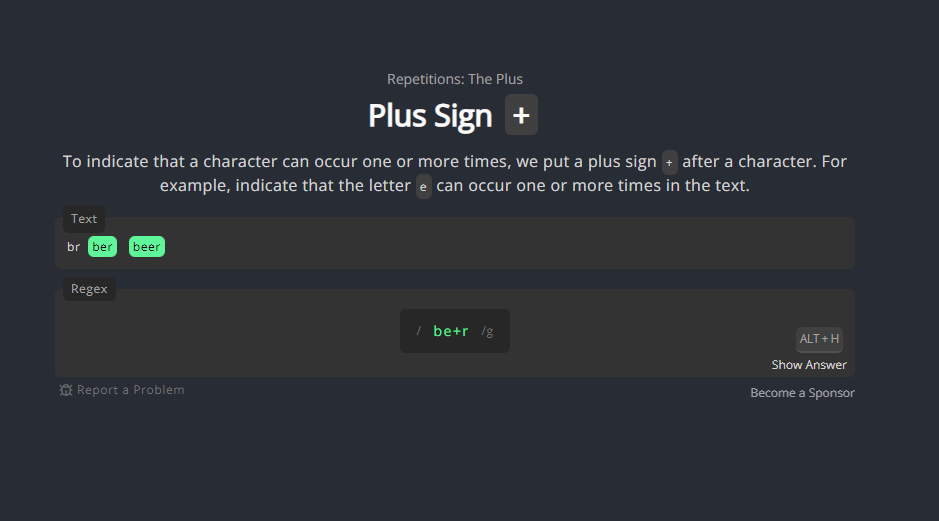 Repetitions: The Plus
Plus Sign +
To indicate that a character can occur one or more times, we put a plus sign + after a character. For
example, indicate that the letter e can occur one or more times in the text.
Text
br ber beer
Regex
/ be+r /g
ALT + H
Show Answer
Report a Problem
Become a Sponsor